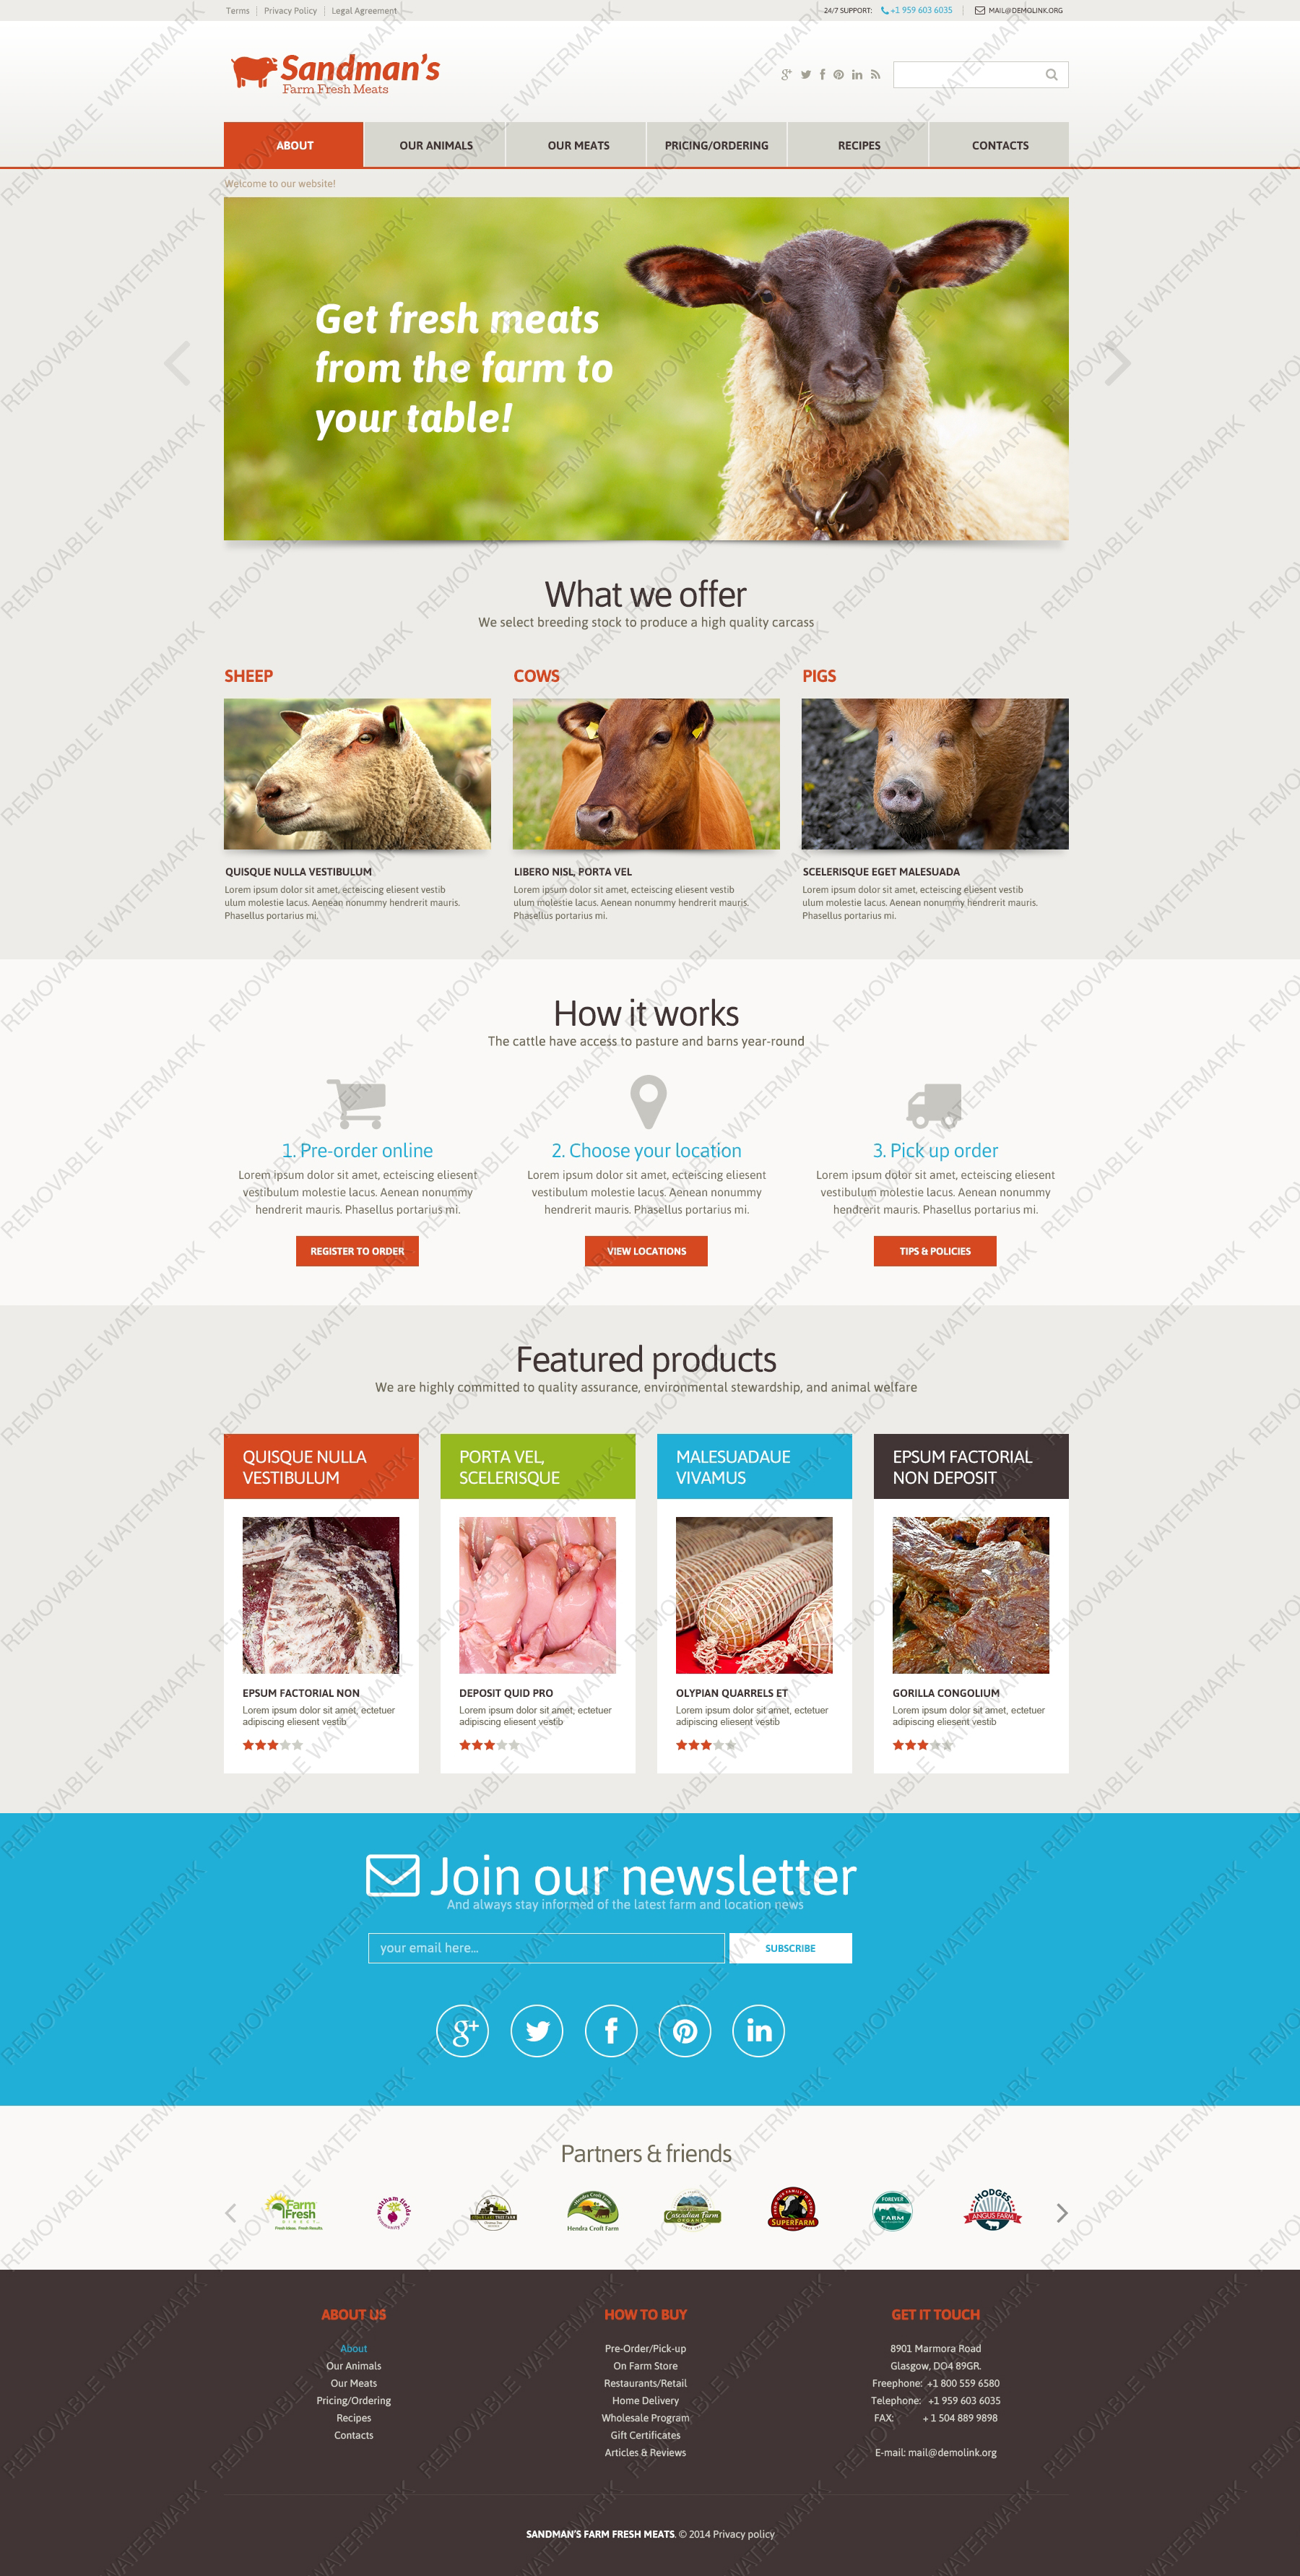 Terms
Privacy Policy
Legal Agreement
24/7 SUPPORT:
+1 959 603 6035
MAIL@DEMOLINK.ORG
Sandman's
Farm Fresh Meats
ABOUT
OUR ANIMALS
OUR MEATS
PRICING/ORDERING
RECIPES
CONTACTS
Welcome to our website!
Get fresh meats
from the farm to
your table!
What we offer
We select breeding stock to produce a high quality carcass
SHEEP
QUISQUE NULLA VESTIBULUM
Lorem ipsum dolor sit amet, ecteiscing eliesent vestib
ulum molestie lacus. Aenean nonummy hendrerit mauris.
Phasellus portarius mi.
COWS
LIBERO NISL, PORTA VEL
Lorem ipsum dolor sit amet, ecteiscing eliesent vestib
ulum molestie lacus. Aenean nonummy hendrerit mauris.
Phasellus portarius mi.
PIGS
SCELERISQUE EGET MALESUADA
Lorem ipsum dolor sit amet, ecteiscing eliesent vestib
ulum molestie lacus. Aenean nonummy hendrerit mauris.
Phasellus portarius mi.
How it works
The cattle have access to pasture and barns year-round
1. Pre-order online
Lorem ipsum dolor sit amet, ecteiscing eliesent
vestibulum molestie lacus. Aenean nonummy
hendrerit mauris. Phasellus portarius mi.
REGISTER TO ORDER
2. Choose your location
Lorem ipsum dolor sit amet, ecteiscing eliesent
vestibulum molestie lacus. Aenean nonummy
hendrerit mauris. Phasellus portarius mi.
VIEW LOCATIONS
3. Pick up order
Lorem ipsum dolor sit amet, ecteiscing eliesent
vestibulum molestie lacus. Aenean nonummy
hendrerit mauris. Phasellus portarius mi.
TIPS & POLICIES
Featured products
We are highly committed to quality assurance, environmental stewardship, and animal welfare
QUISQUE NULLA
VESTIBULUM
EPSUM FACTORIAL NON
Lorem ipsum dolor sit amet, ectetuer
adipiscing eliesent vestib
PORTA VEL,
SCELERISQUE
DEPOSIT QUID PRO
Lorem ipsum dolor sit amet, ectetuer
adipiscing eliesent vestib
MALESUADAUE
VIVAMUS
OLYPIAN QUARRELS ET
Lorem ipsum dolor sit amet, ectetuer
adipiscing eliesent vestib
EPSUM FACTORIAL
NON DEPOSIT
GORILLA CONGOLIUM
Lorem ipsum dolor sit amet, ectetuer
adipiscing eliesent vestib
Join our newsletter
And always stay informed of the latest farm and location news
your email here...
SUBSCRIBE
Partners & friends
Farm
Fresh
DIRECT
Fresh Ideas. Fresh Results
waltham fields
community farm
Hendra Croft Farm
Hendra Croft Farm
Cascadian Farm
ORGANIC
SUPERFARM
FOREVER
FARM
HODGES
ANGUS FARM
ABOUT US
About
Our Animals
Our Meats
Pricing/Ordering
Recipes
Contacts
HOW TO BUY
Pre-Order/Pick-up
On Farm Store
Restaurants/Retail
Home Delivery
Wholesale Program
Gift Certificates
Articles & Reviews
GET IT TOUCH
8901 Marmora Road
Glasgow, DO4 89GR.
Freephone: +1 800 559 6580
Telephone: +1 959 603 6035
FAX: + 1 504 889 9898
E-mail: mail@demolink.org
SANDMAN'S FARM FRESH MEATS. © 2014 Privacy policy
REMOVABLE WATERMARK